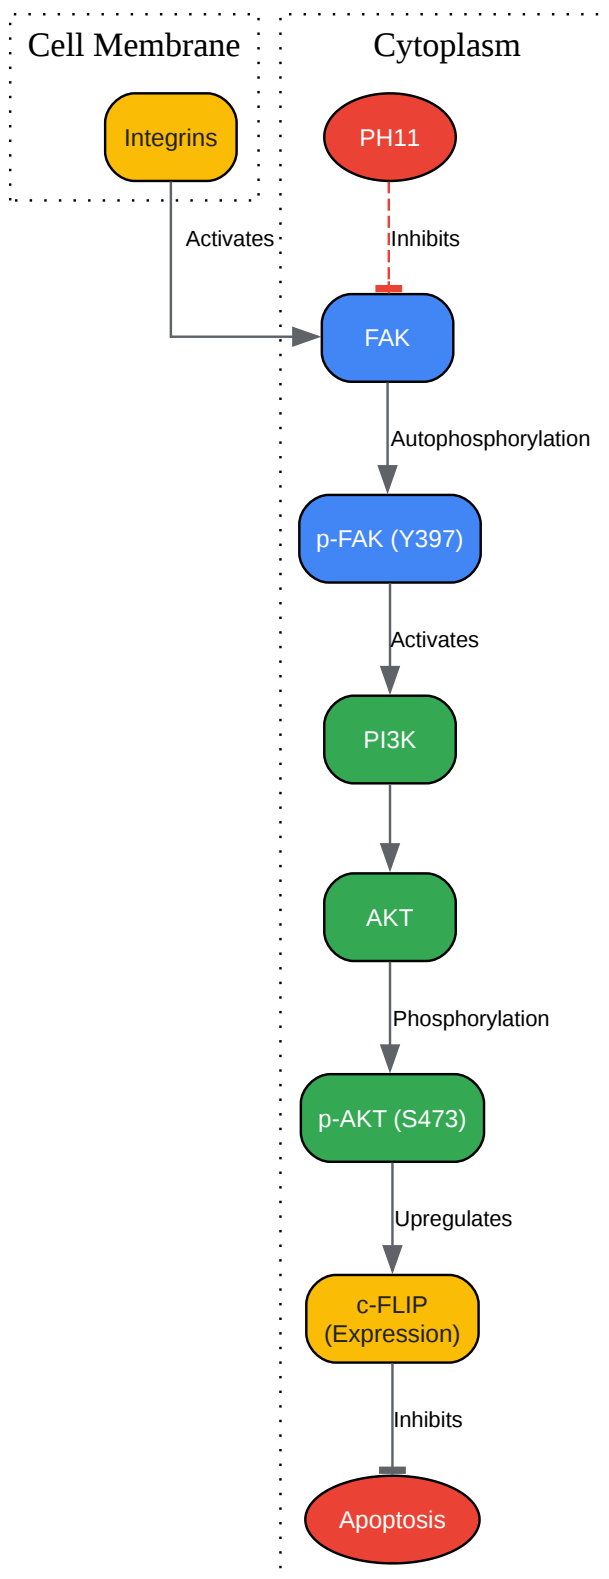 Cell Membrane
Cytoplasm
Integrins
PH11
Activates
Inhibits
FAK
Autophosphorylation
p-FAK (Y397)
Activates
PI3K
AKT
Phosphorylation
p-AKT (S473)
Upregulates
c-FLIP
(Expression)
Inhibits
Apoptosis